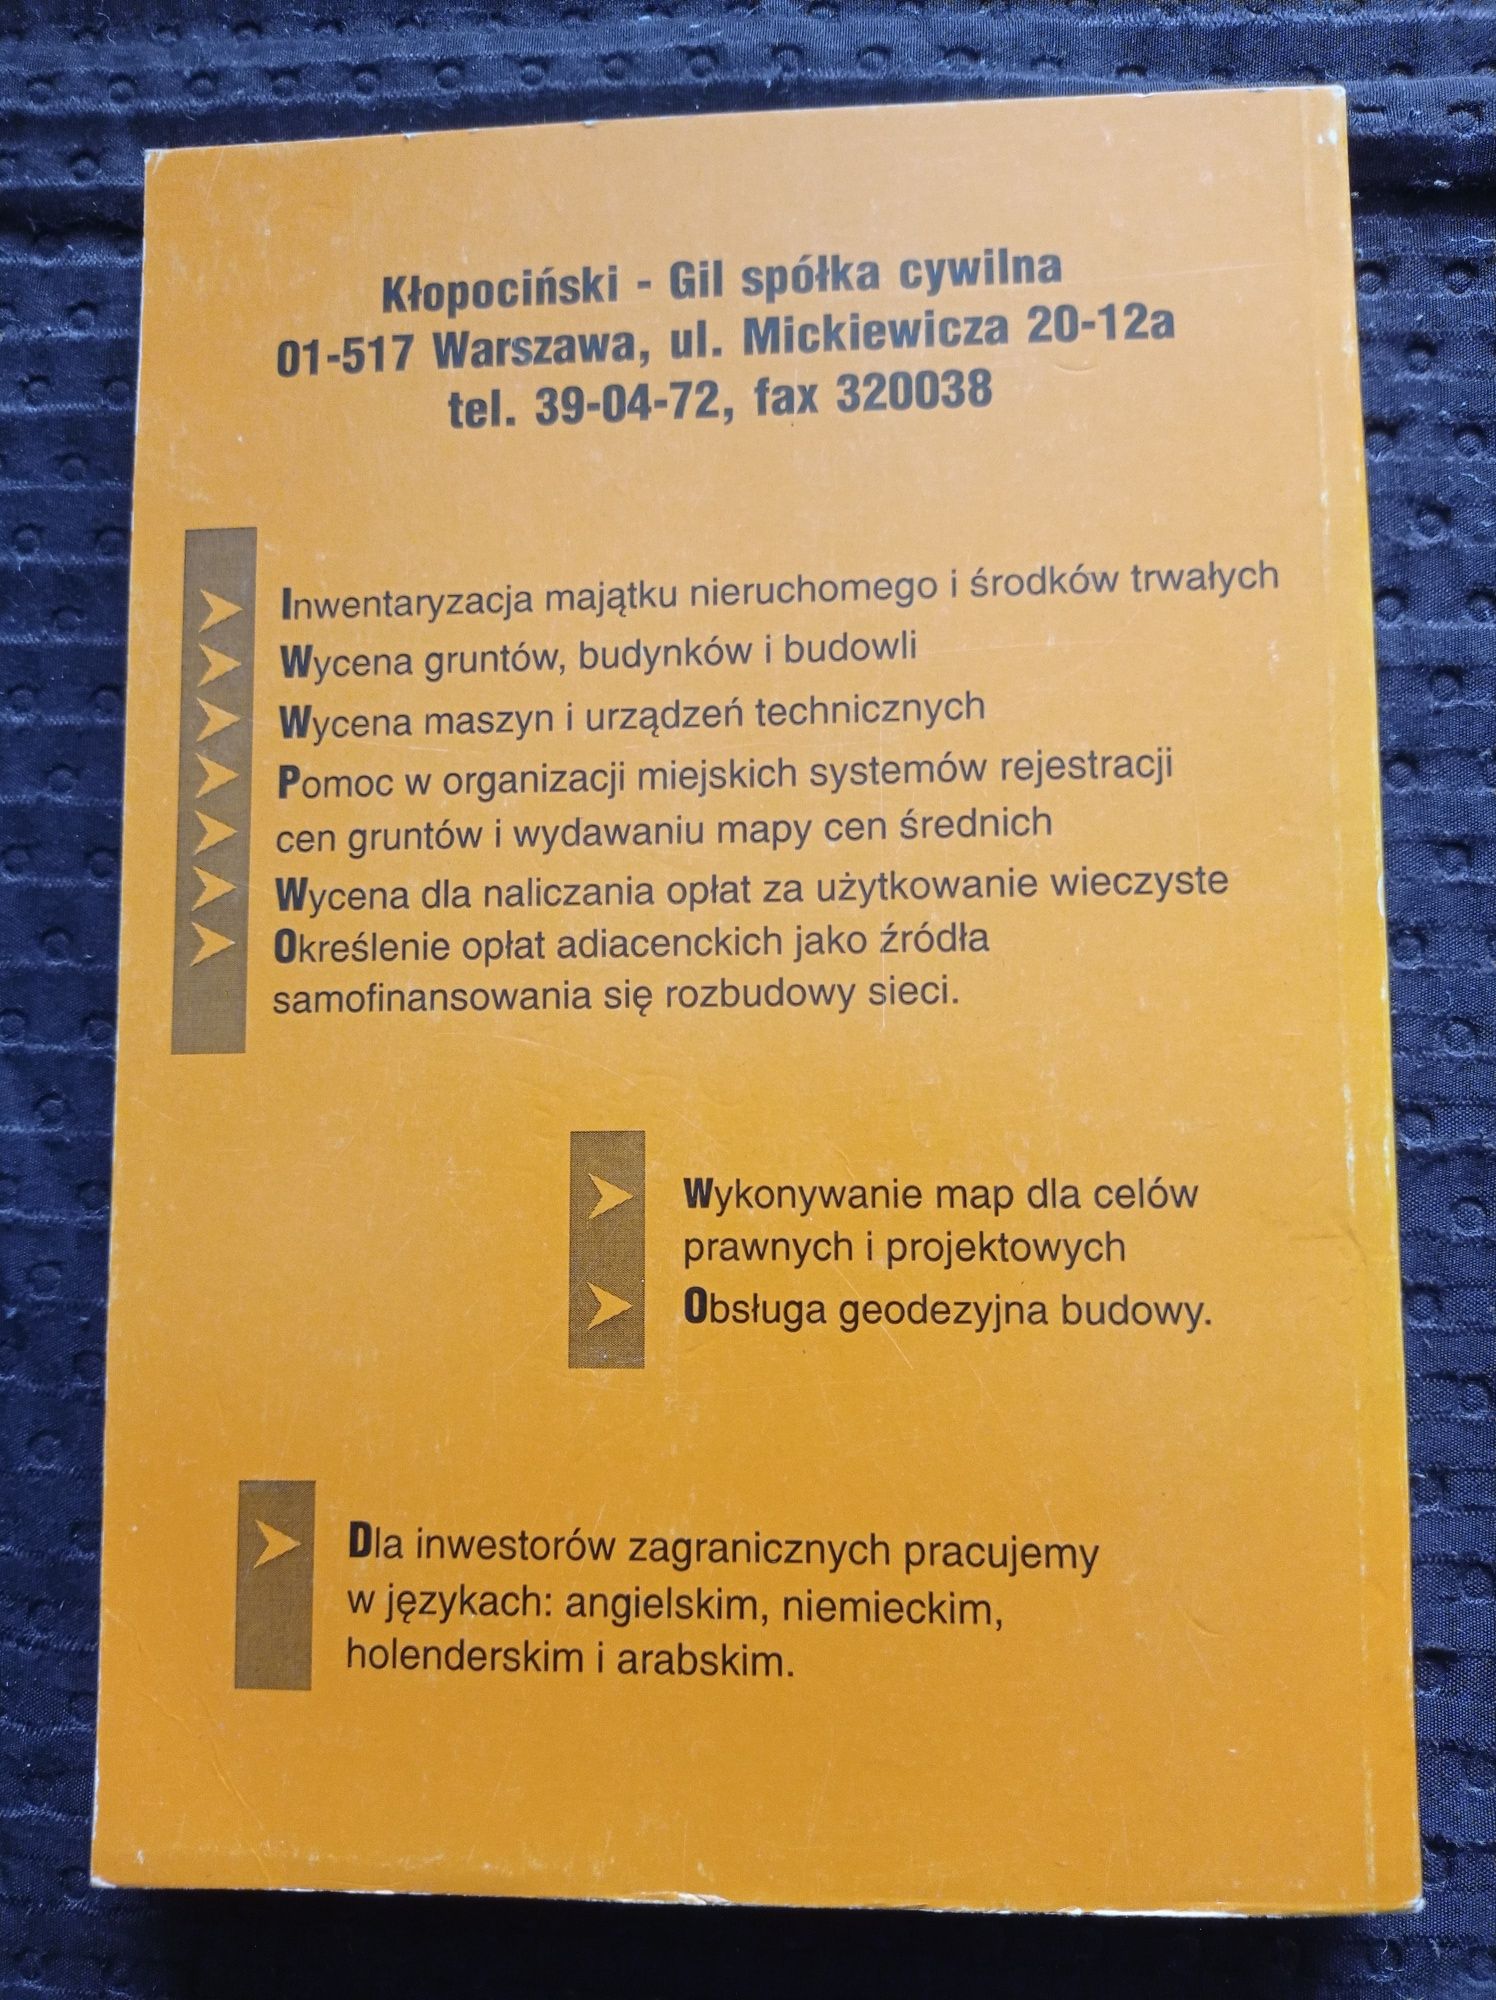 Kłopociński - Gil spółka cywilna
01-517 Warszawa, ul. Mickiewicza 20-12a
tel. 39-04-72, fax 320038
Inwentaryzacja majątku nieruchomego i środków trwałych
Wycena gruntów, budynków i budowli
Wycena maszyn i urządzeń technicznych
Pomoc w organizacji miejskich systemów rejestracji
cen gruntów i wydawaniu mapy cen średnich
Wycena dla naliczania opłat za użytkowanie wieczyste
Określenie opłat adiacenckich jako źródła
samofinansowania się rozbudowy sieci.
Wykonywanie map dla celów
prawnych i projektowych
Obsługa geodezyjna budowy.
Dla inwestorów zagranicznych pracujemy
w językach: angielskim, niemieckim,
holenderskim i arabskim.